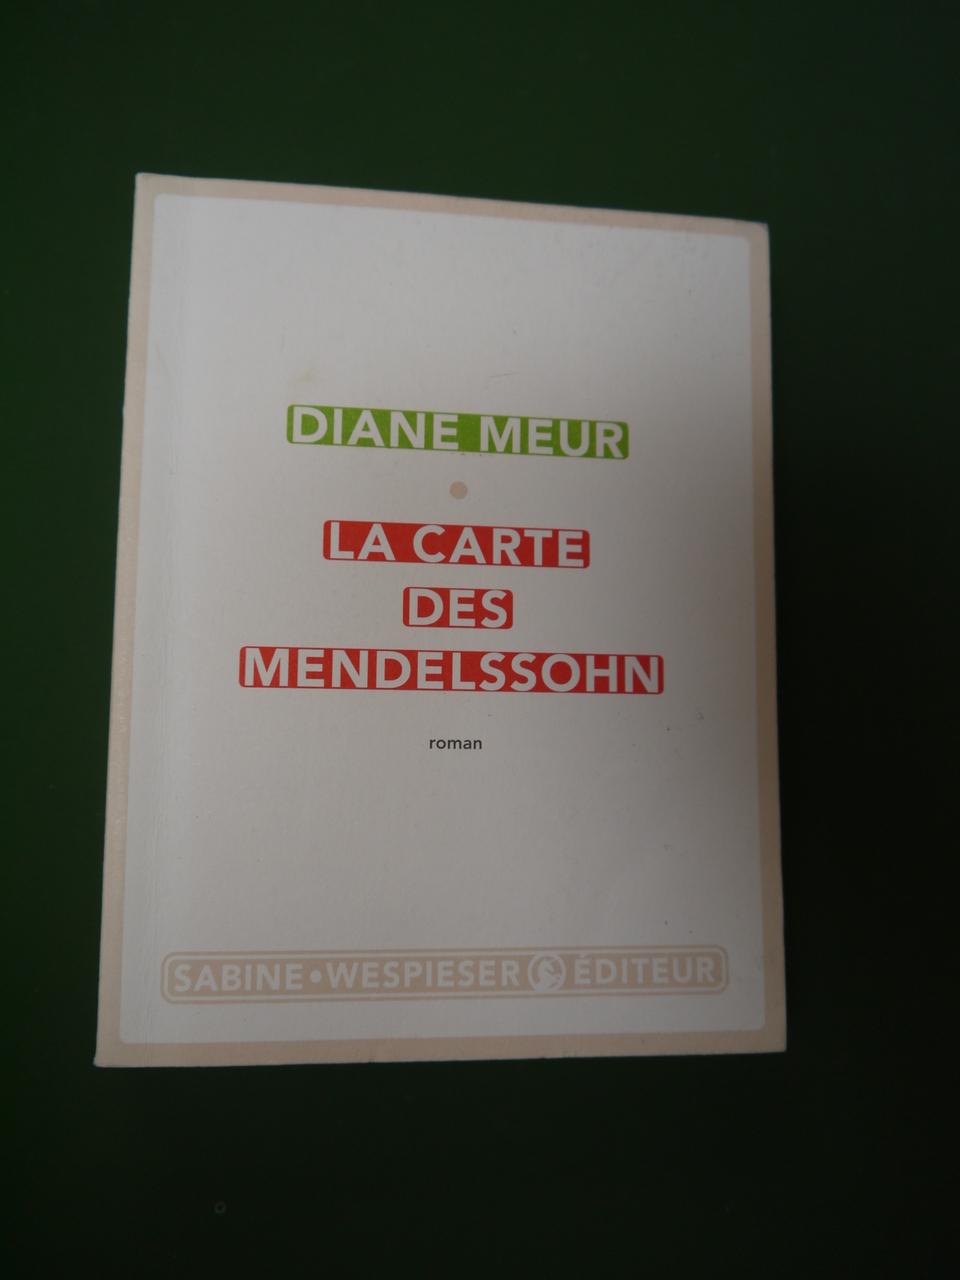 DIANE MEUR
LA CARTE
DES
MENDELSSOHN
roman
SABINE • WESPIESER ÉDITEUR